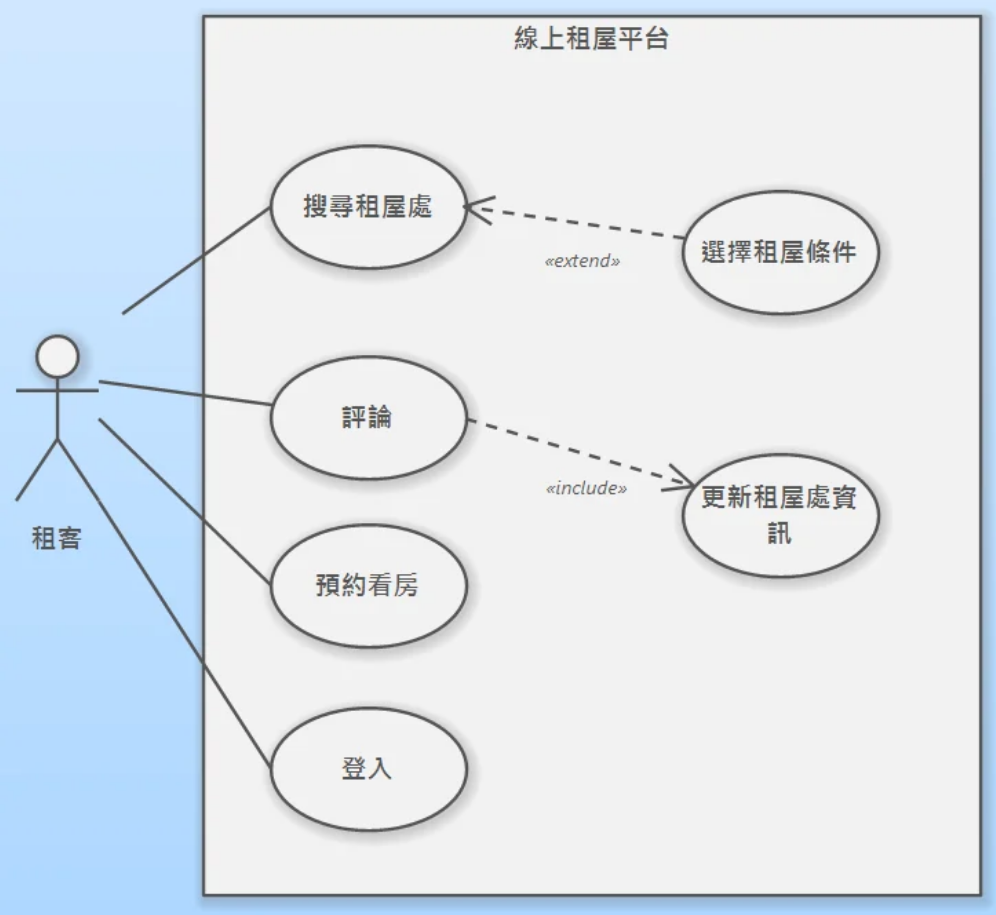 線上租屋平台
搜尋租屋處
選擇租屋條件
«extend»
評論
«include»
更新租屋處資
訊
租客
預約看房
登入